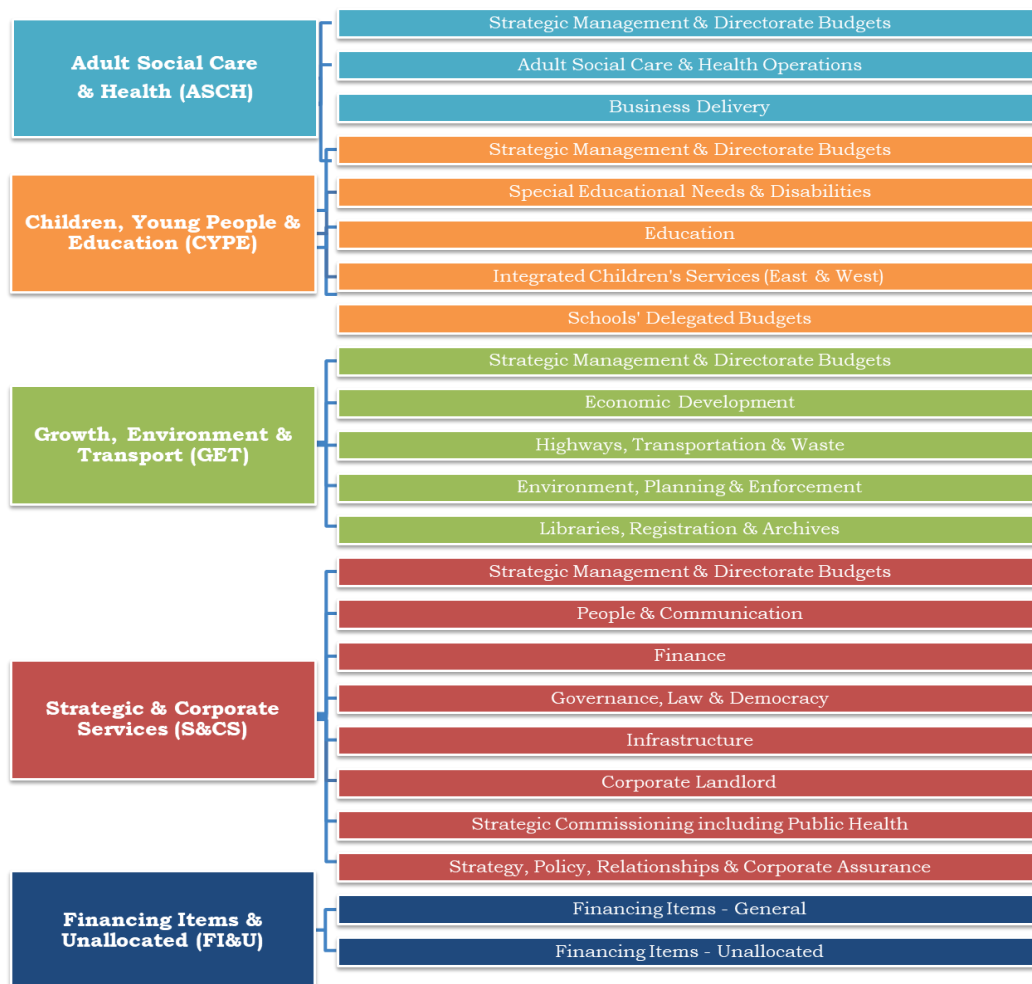 Adult Social Care
& Health (ASCH)
Strategic Management & Directorate Budgets
Adult Social Care & Health Operations
Business Delivery
Children, Young People &
Education (CYPE)
Strategic Management & Directorate Budgets
Special Educational Needs & Disabilities
Education
Integrated Children's Services (East & West)
Schools' Delegated Budgets
Growth, Environment &
Transport (GET)
Strategic Management & Directorate Budgets
Economic Development
Highways, Transportation & Waste
Environment, Planning & Enforcement
Libraries, Registration & Archives
Strategic & Corporate
Services (S&CS)
Strategic Management & Directorate Budgets
People & Communication
Finance
Governance, Law & Democracy
Infrastructure
Corporate Landlord
Strategic Commissioning including Public Health
Strategy, Policy, Relationships & Corporate Assurance
Financing Items &
Unallocated (FI&U)
Financing Items - General
Financing Items - Unallocated